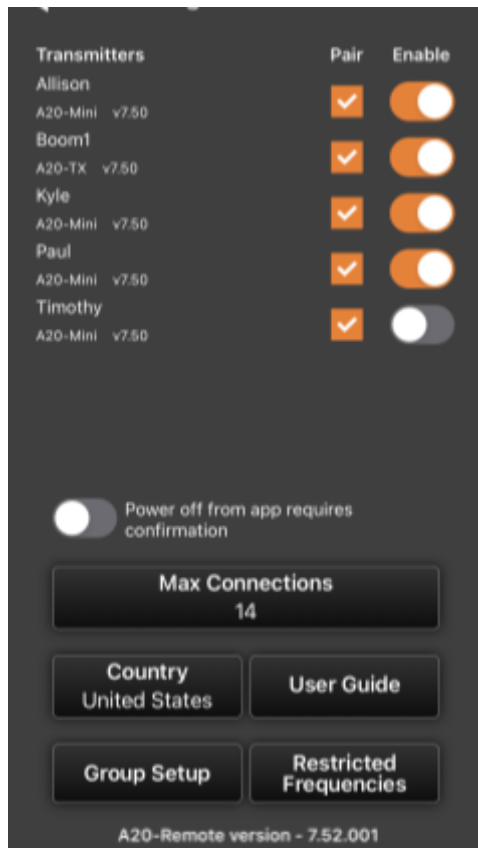 Transmitters Pair Enable
Allison
A20-Mini v7.50
Boom1
A20-TX v7.50
Kyle
A20-Mini v7.50
Paul
A20-Mini v7.50
Timothy
A20-Mini v7.50
Power off from app requires
confirmation
Max Connections
14
Country
United States
User Guide
Group Setup
Restricted
Frequencies
A20-Remote version - 7.52.001